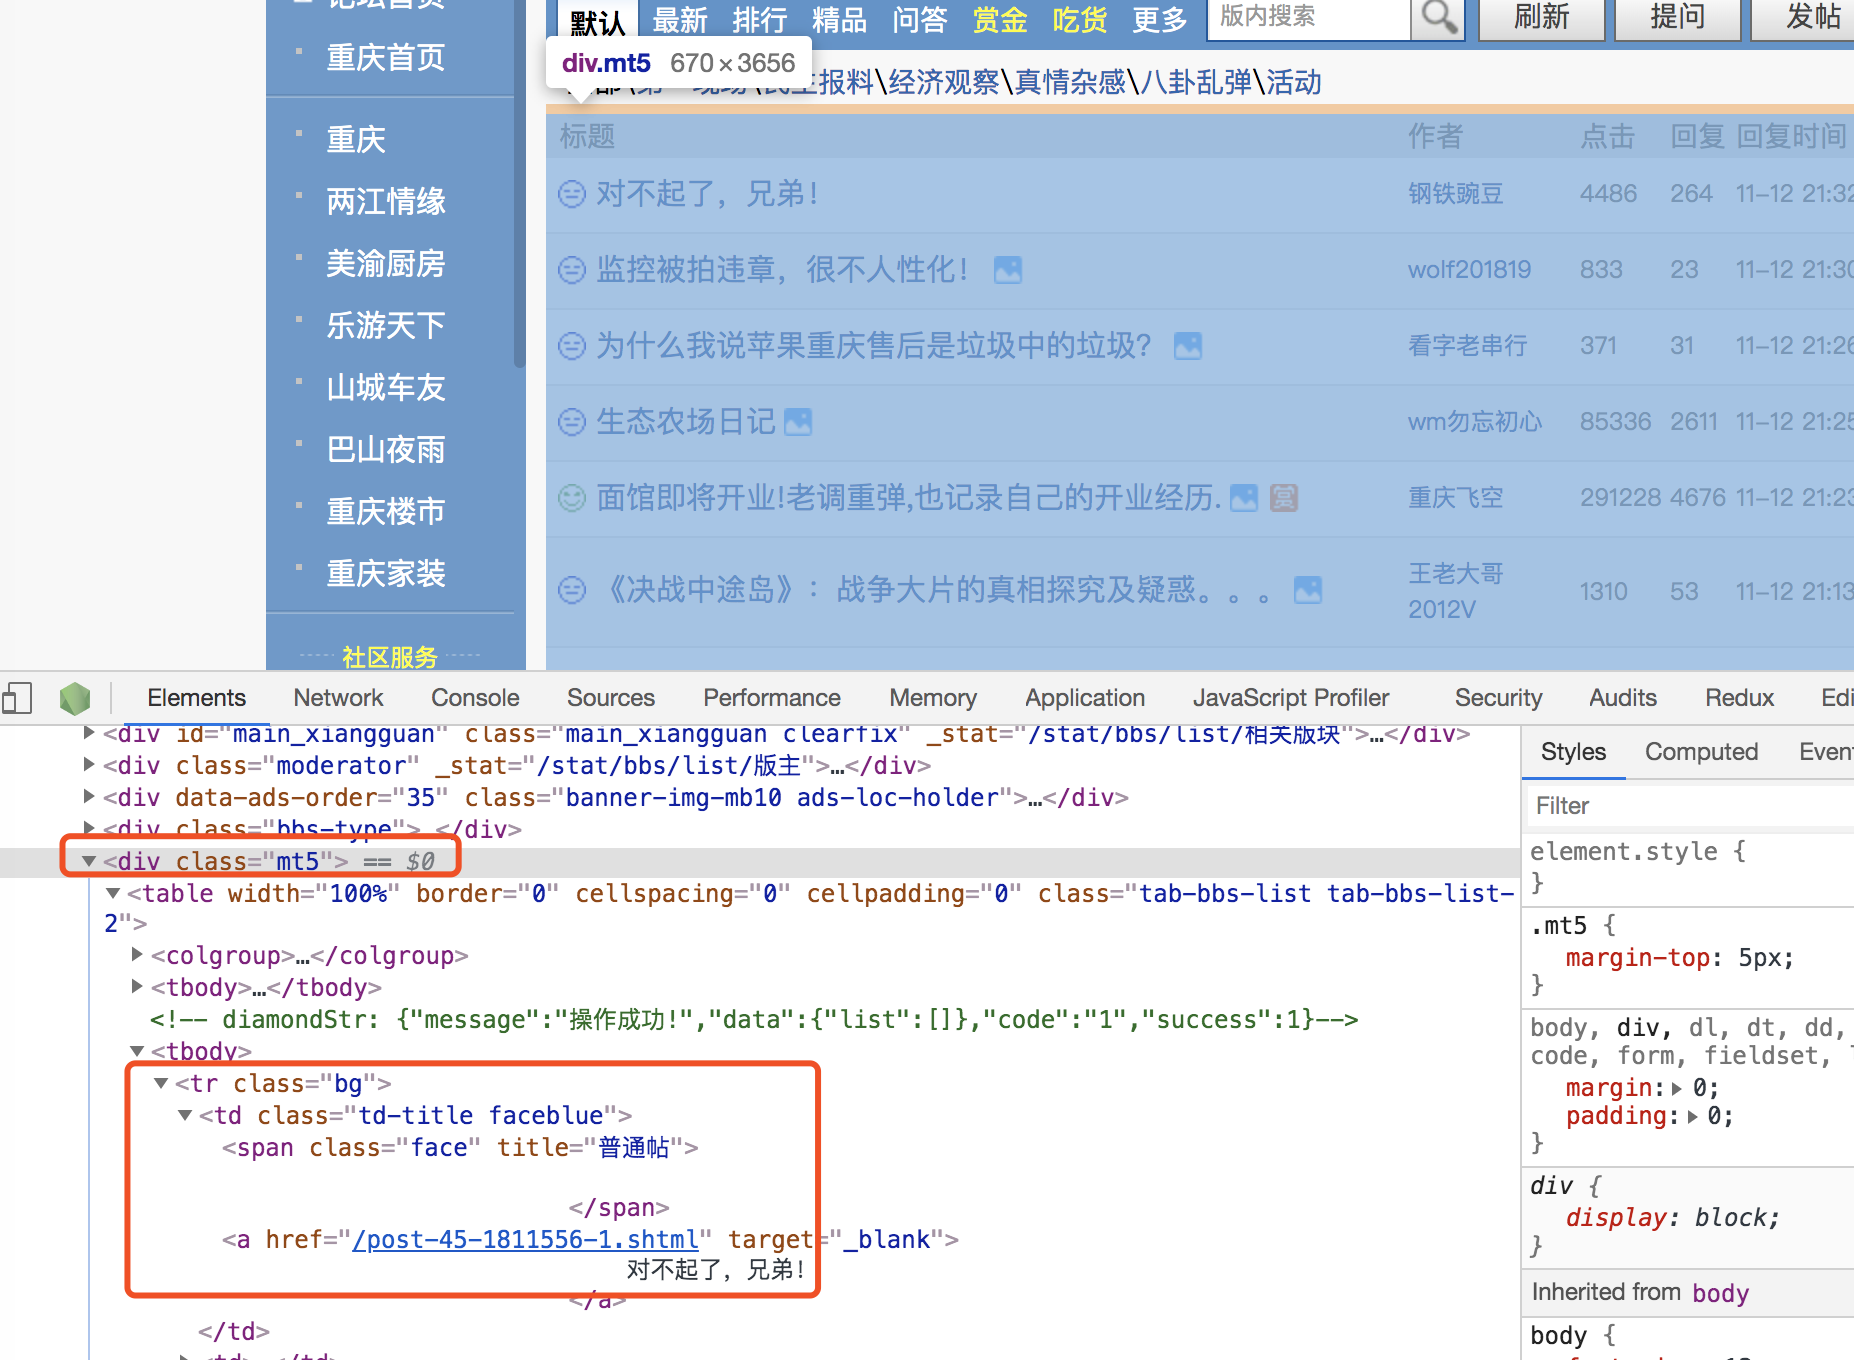 论坛首页
重庆首页
重庆
两江情缘
美渝厨房
乐游天下
山城车友
巴山夜雨
重庆楼市
重庆家装
社区服务
默认 最新 排行 精品 问答 赏金 吃货 更多 版内搜索 刷新 提问 发帖
div.mt5 670 × 3656
报料\经济观察\真情杂感\八卦乱弹\活动
标题 作者 点击 回复 回复时间
对不起了，兄弟！ 钢铁豌豆 4486 264 11-12 21:32
监控被拍违章，很不人性化！ wolf201819 833 23 11-12 21:30
为什么我说苹果重庆售后是垃圾中的垃圾？ 看字老串行 371 31 11-12 21:26
生态农场日记 wm勿忘初心 85336 2611 11-12 21:25
面馆即将开业!老调重弹,也记录自己的开业经历. 赏 重庆飞空 291228 4676 11-12 21:23
《决战中途岛》：战争大片的真相探究及疑惑。。。 王老大哥2012V 1310 53 11-12 21:13
Elements Network Console Sources Performance Memory Application JavaScript Profiler Security Audits Redux Edi
<div id="main_xiangguan" class="main_xiangguan clearfix" _stat="/stat/bbs/list/相关版块">…</div>
<div class="moderator" _stat="/stat/bbs/list/版主">…</div>
<div data-ads-order="35" class="banner-img-mb10 ads-loc-holder">…</div>
<div class="bbs-type"> </div>
<div class="mt5"> == $0
<table width="100%" border="0" cellspacing="0" cellpadding="0" class="tab-bbs-list tab-bbs-list-
2">
<colgroup>…</colgroup>
<tbody>…</tbody>
<!-- diamondStr: {"message":"操作成功!","data":{"list":[]},"code":"1","success":1}-->
<tbody>
<tr class="bg">
<td class="td-title faceblue">
<span class="face" title="普通帖">
</span>
<a href="/post-45-1811556-1.shtml" target="_blank">
对不起了，兄弟！
</a>
</td>
Styles Computed Even
Filter
element.style {
}
.mt5 {
margin-top: 5px;
}
body, div, dl, dt, dd,
code, form, fieldset,
margin: 0;
padding: 0;
}
div {
display: block;
}
Inherited from body
body {